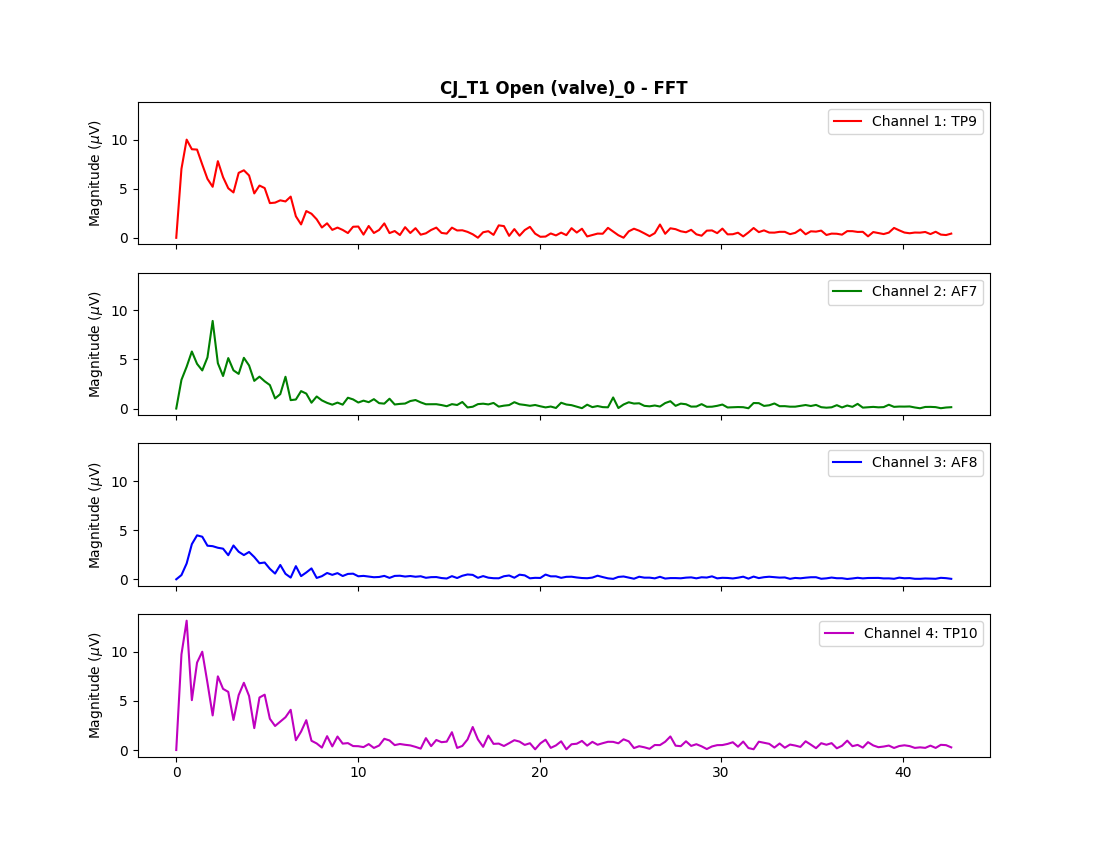 CJ_T1 Open (valve)_0 - FFT
Magnitude (μV)
10
5
0
Channel 1: TP9
Magnitude (μV)
10
5
0
Channel 2: AF7
Magnitude (μV)
10
5
0
Channel 3: AF8
Magnitude (μV)
10
5
0
Channel 4: TP10
0 10 20 30 40